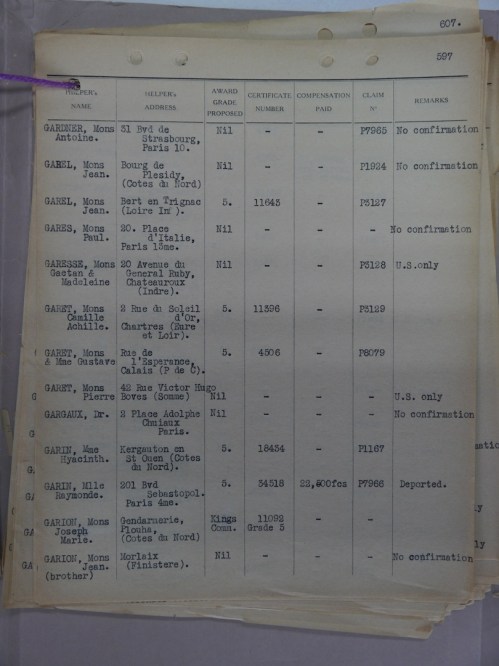 607.
597
HELPER's NAME HELPER's ADDRESS AWARD GRADE PROPOSED CERTIFICATE NUMBER COMPENSATION PAID CLAIM No REMARKS
GARDNER, Mons 51 Bvd de Nil - - P7965 No confirmation
Antoine. Strasbourg,
Paris 10.
GAREL, Mons Bourg de Nil - - P1924 No confirmation
Jean. Plesidy,
(Cotes du Nord)
GAREL, Mons Bert en Trignac 5. 11643 - P3127
Jean. (Loire Inf ).
GARES, Mons 20. Place Nil - - - No confirmation
Paul. d'Italie,
Paris 13me.
GARESSE, Mons 20 Avenue du Nil - - P3128 U.S.only
Gaetan & General Ruby,
Madeleine Chateauroux
(Indre).
GARET, Mons 2 Rue du Soleil 5. 11396 - P3129
Camille d'Or,
Achille. Chartres (Eure
et Loir).
GARET, Mons Rue de 5. 4506 - P8079
& Mme Gustave l'Esperance,
Calais (P de C).
GARET, Mons 42 Rue Victor Hugo
Pierre Boves (Somme) Nil - - - U.S. only
GARGAUX, Dr. 2 Place Adolphe Nil - - - No confirmation
Chuiaux
Paris.
GARIN, Mme Kergauton en 5. 18434 - P1167
Hyacinth. St Ouen (Cotes
du Nord).
GARIN, Mlle 201 Bvd 5. 34518 22,500fcs P7966 Deported.
Raymonde. Sebastopol.
Paris 4me.
GARION, Mons Gendarmerie, Kings 11092 - -
Joseph Plouha, Comm. Grade 5
Marie. (Cotes du Nord)
GARION, Mons Morlaix Nil - - - No confirmation
Jean. (Finistere).
(brother)